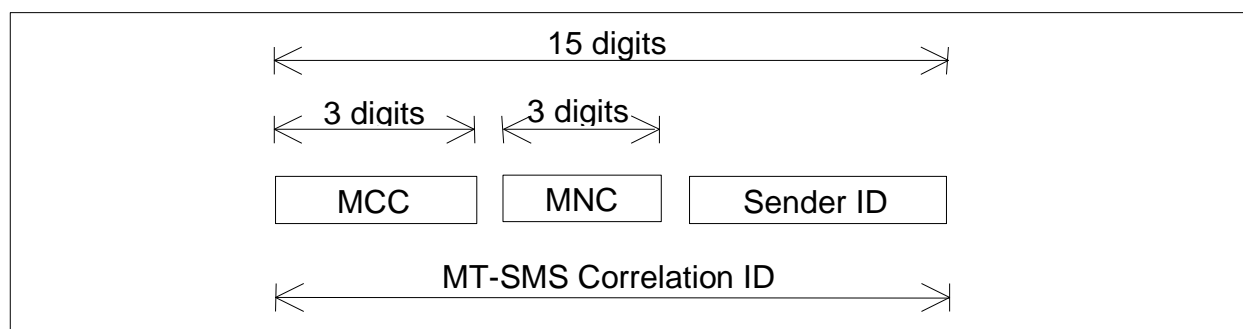 15 digits
3 digits 3 digits
MCC MNC Sender ID
MT-SMS Correlation ID